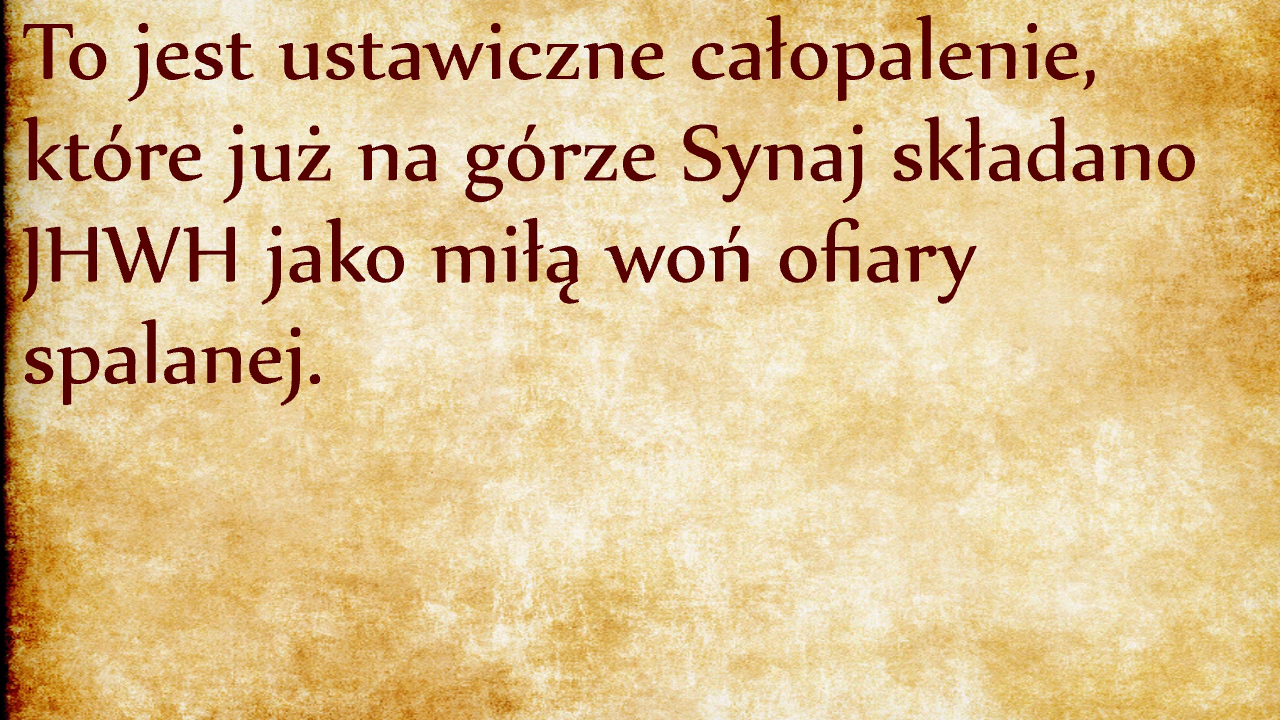 To jest ustawiczne całopalenie,
które już na górze Synaj składano
JHWH jako miłą woń ofiary
spalanej.